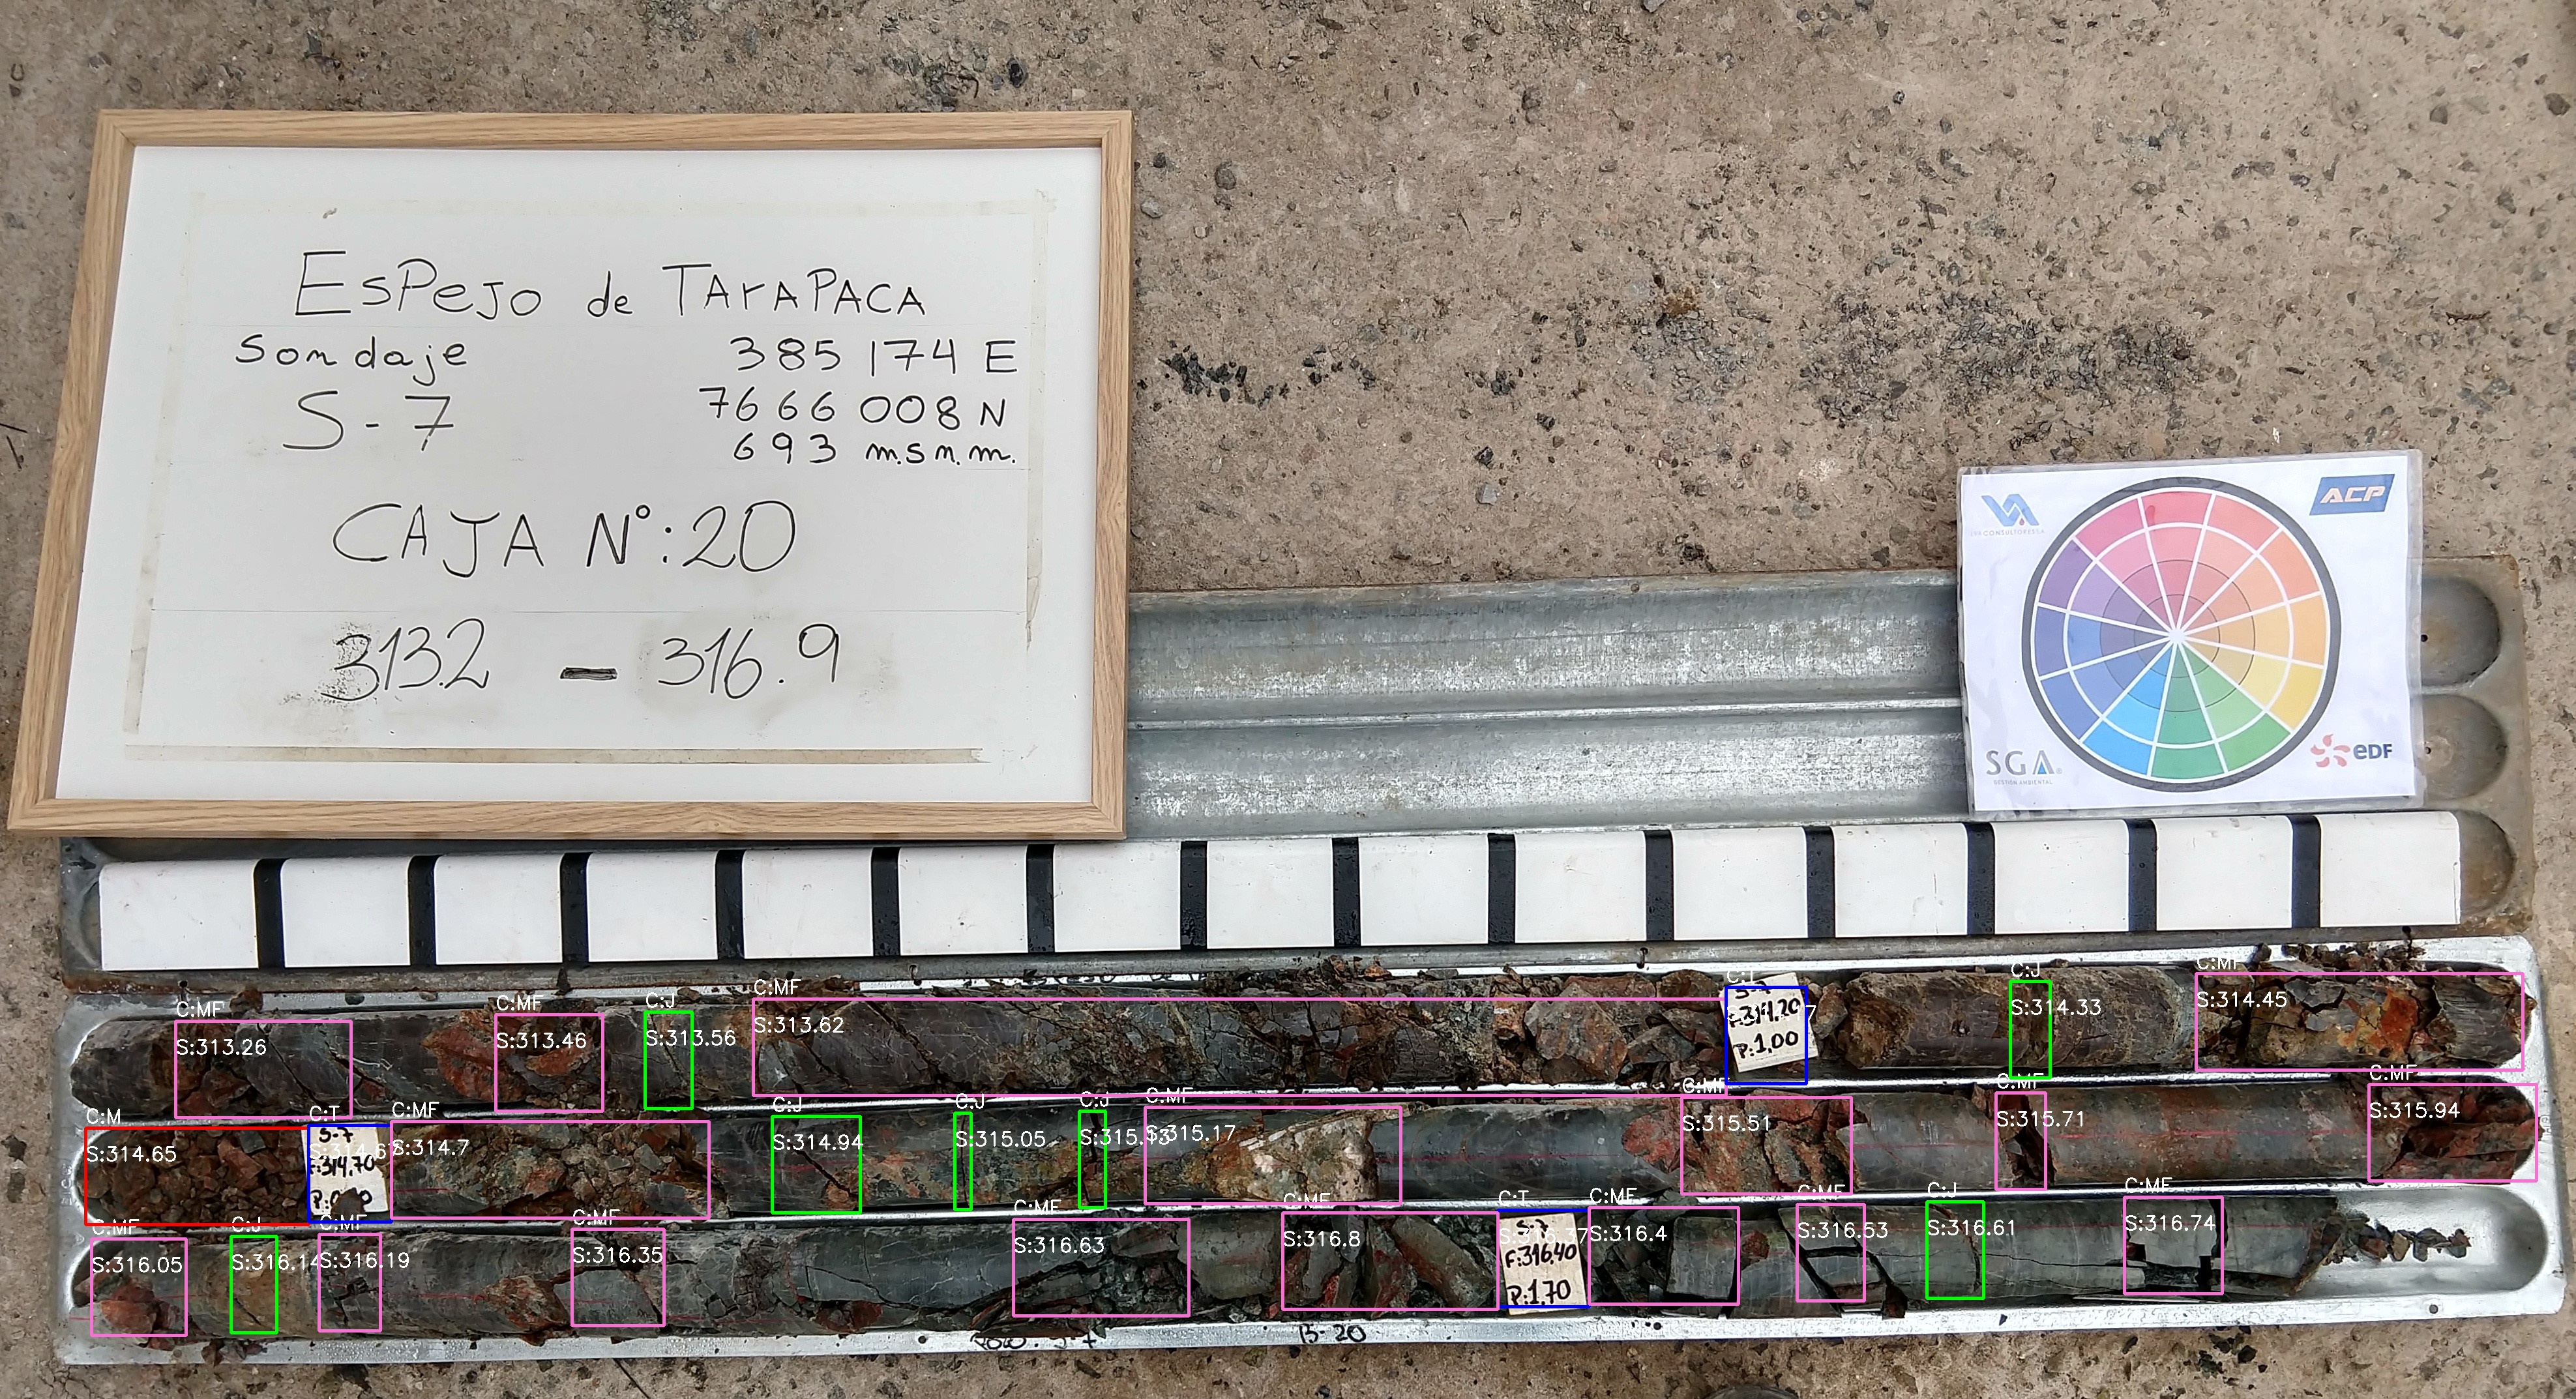 ESPEJO de TArAPACA
Sondaje 385174 E
S-7 7666 008 N
693 m.s.n.m.
CAJA N°:20
313.2 - 316.9
ACP
SGA
GESTION AMBIENTAL
eDF
C:MF
S:313.26
C:MF
S:313.46
C:J
S:313.56
C:MF
S:313.62
C:T
S-7
F:314.20
P:1,00
C:J
S:314.33
C:MF
S:314.45
C:M
S:314.65
C:T
S-7
F:314,70
C:MF
S:314.7
C:J
S:314.94
C:J
S:315.05
C:J
S:315.13
C:MF
S:315.17
C:MF
S:315.51
C:MF
S:315.71
C:MF
S:315.94
C:MF
S:316.05
C:J
S:316.14
C:MF
S:316.19
C:MF
S:316.35
C:MF
S:316.63
C:MF
S:316.8
C:T
S-7
F:316,40
P:1,70
C:MF
S:316.4
C:MF
S:316.53
C:J
S:316.61
C:MF
S:316.74
B-20